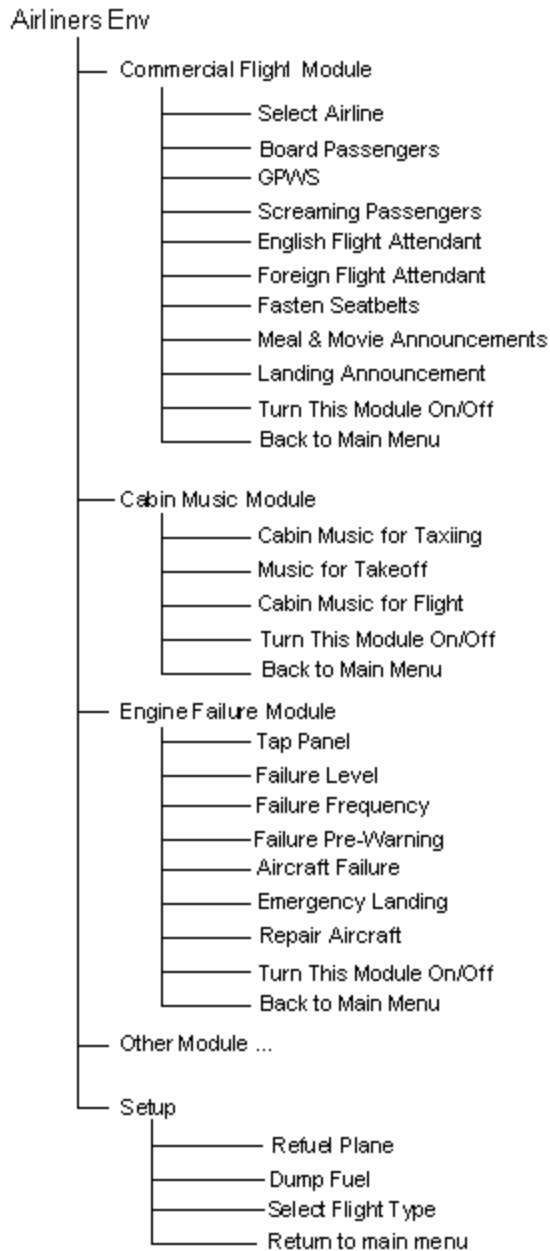 Airliners Env
Commercial Flight Module
Select Airline
Board Passengers
GPWS
Screaming Passengers
English Flight Attendant
Foreign Flight Attendant
Fasten Seatbelts
Meal & Movie Announcements
Landing Announcement
Turn This Module On/Off
Back to Main Menu
Cabin Music Module
Cabin Music for Taxiing
Music for Takeoff
Cabin Music for Flight
Turn This Module On/Off
Back to Main Menu
Engine Failure Module
Tap Panel
Failure Level
Failure Frequency
Failure Pre-Warning
Aircraft Failure
Emergency Landing
Repair Aircraft
Turn This Module On/Off
Back to Main Menu
Other Module ...
Setup
Refuel Plane
Dump Fuel
Select Flight Type
Return to main menu